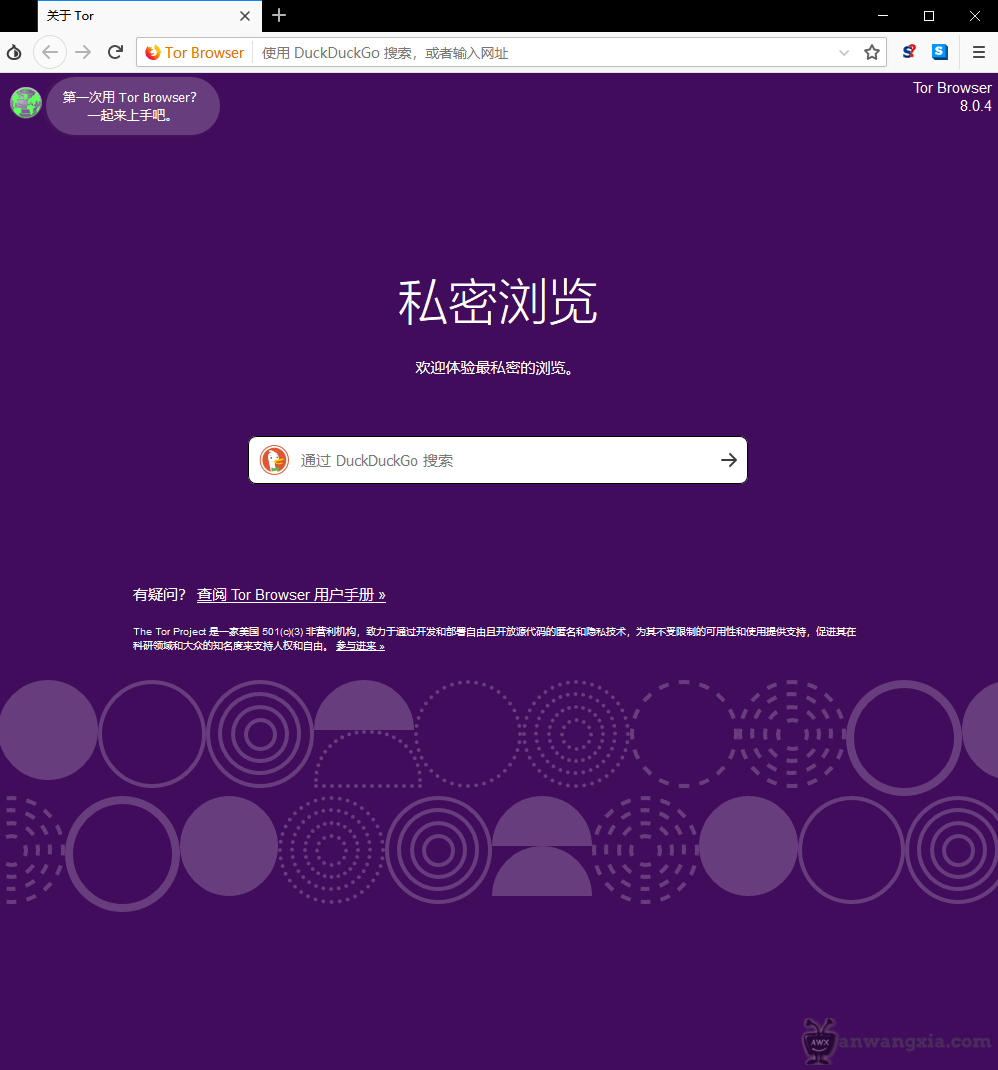 关于 Tor
Tor Browser
使用 DuckDuckGo 搜索，或者输入网址
第一次用 Tor Browser?
一起来上手吧。
Tor Browser
8.0.4
私密浏览
欢迎体验最私密的浏览。
通过 DuckDuckGo 搜索
有疑问? 查阅 Tor Browser 用户手册 »
The Tor Project 是一家美国 501(c)(3) 非营利机构，致力于通过开发和部署自由且开放源代码的匿名和隐私技术，为其不受限制的可用性和使用提供支持，促进其在
科研领域和大众的知名度来支持人权和自由。 参与进来 »
AWX
anwangxia.com